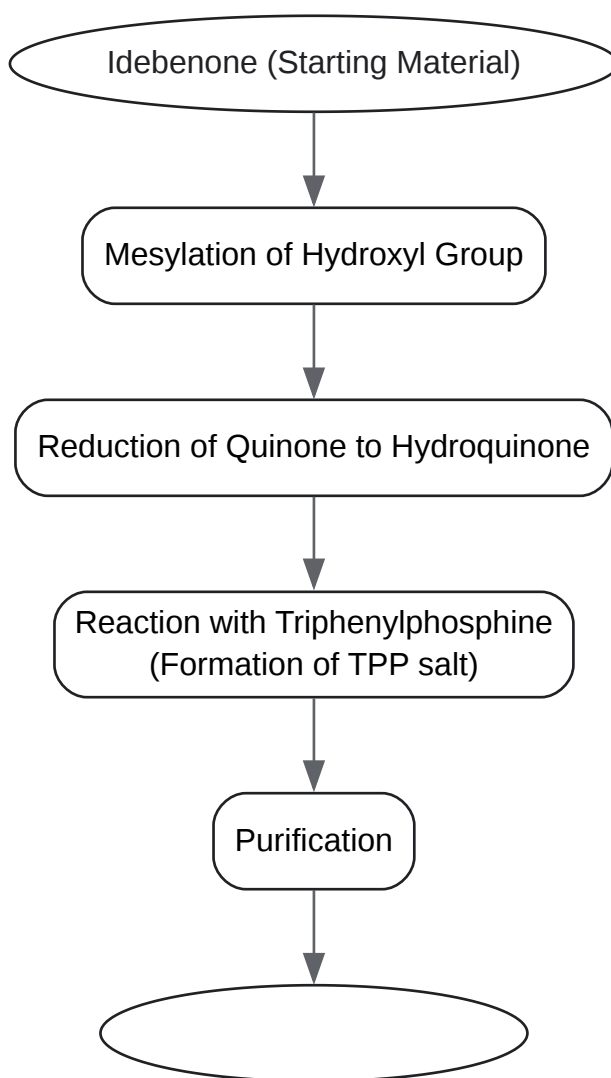 Idebenone (Starting Material)
Mesylation of Hydroxyl Group
Reduction of Quinone to Hydroquinone
Reaction with Triphenylphosphine
(Formation of TPP salt)
Purification